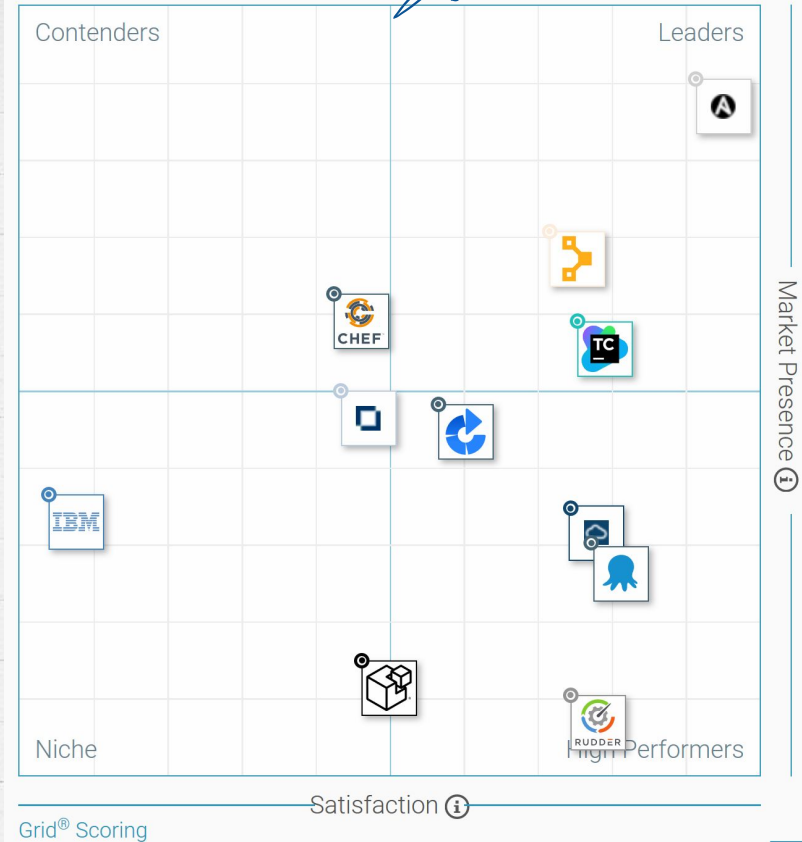 Contenders
Leaders
CHEF
TC
IBM
RUDDER
Niche
High Performers
Market Presence
Satisfaction
Grid® Scoring